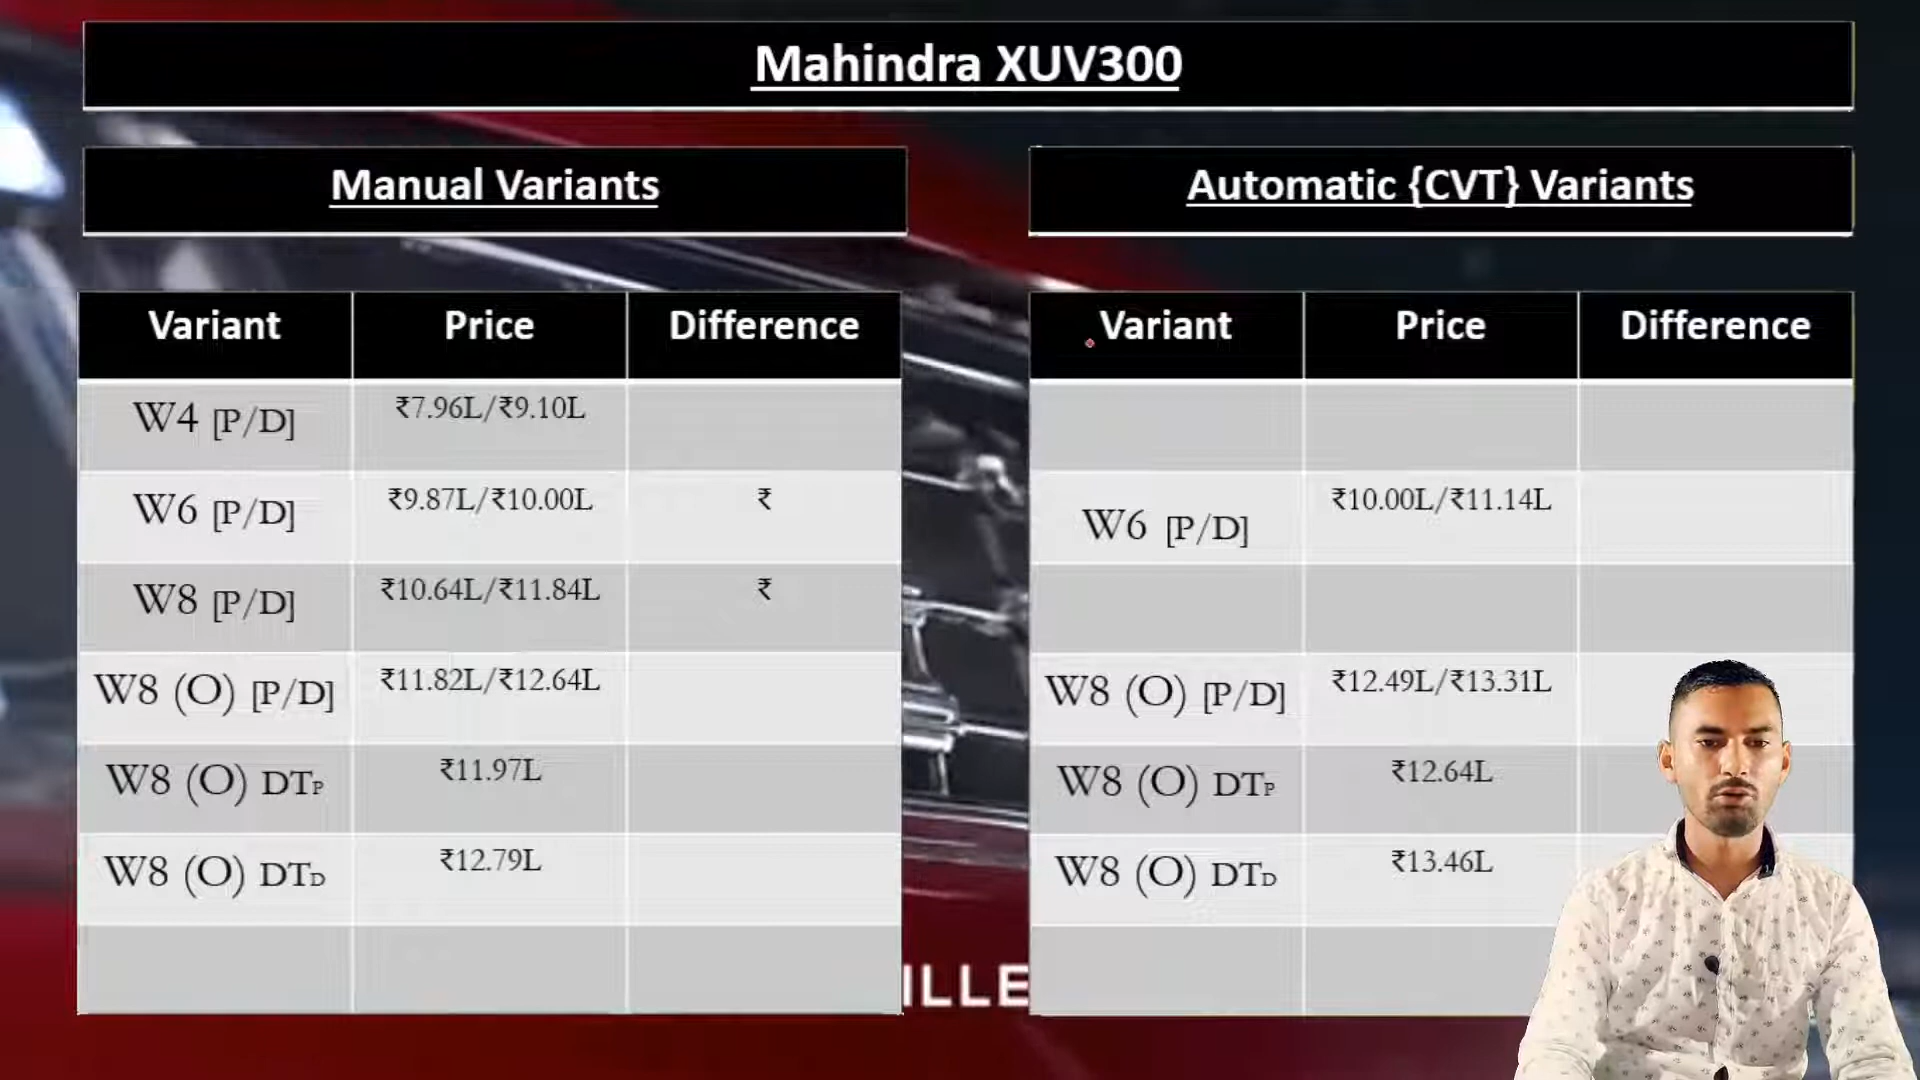 Mahindra XUV300
Manual Variants
Variant Price Difference
W4 [P/D] ₹7.96L/₹9.10L
W6 [P/D] ₹9.87L/₹10.00L ₹
W8 [P/D] ₹10.64L/₹11.84L ₹
W8 (O) [P/D] ₹11.82L/₹12.64L
W8 (O) DTP ₹11.97L
W8 (O) DTD ₹12.79L
Automatic {CVT} Variants
Variant Price Difference
W6 [P/D] ₹10.00L/₹11.14L
W8 (O) [P/D] ₹12.49L/₹13.31L
W8 (O) DTP ₹12.64L
W8 (O) DTD ₹13.46L
ILLE